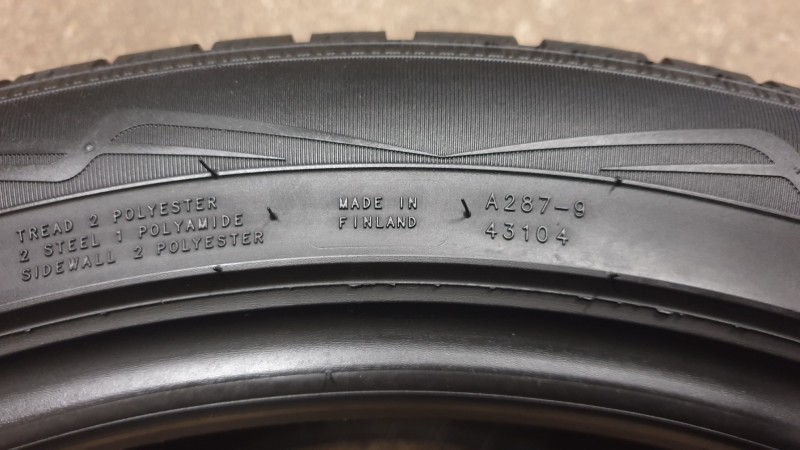 TREAD 2 POLYESTER
2 STEEL 1 POLYAMIDE
SIDEWALL 2 POLYESTER
MADE IN
FINLAND
A287-9
43104